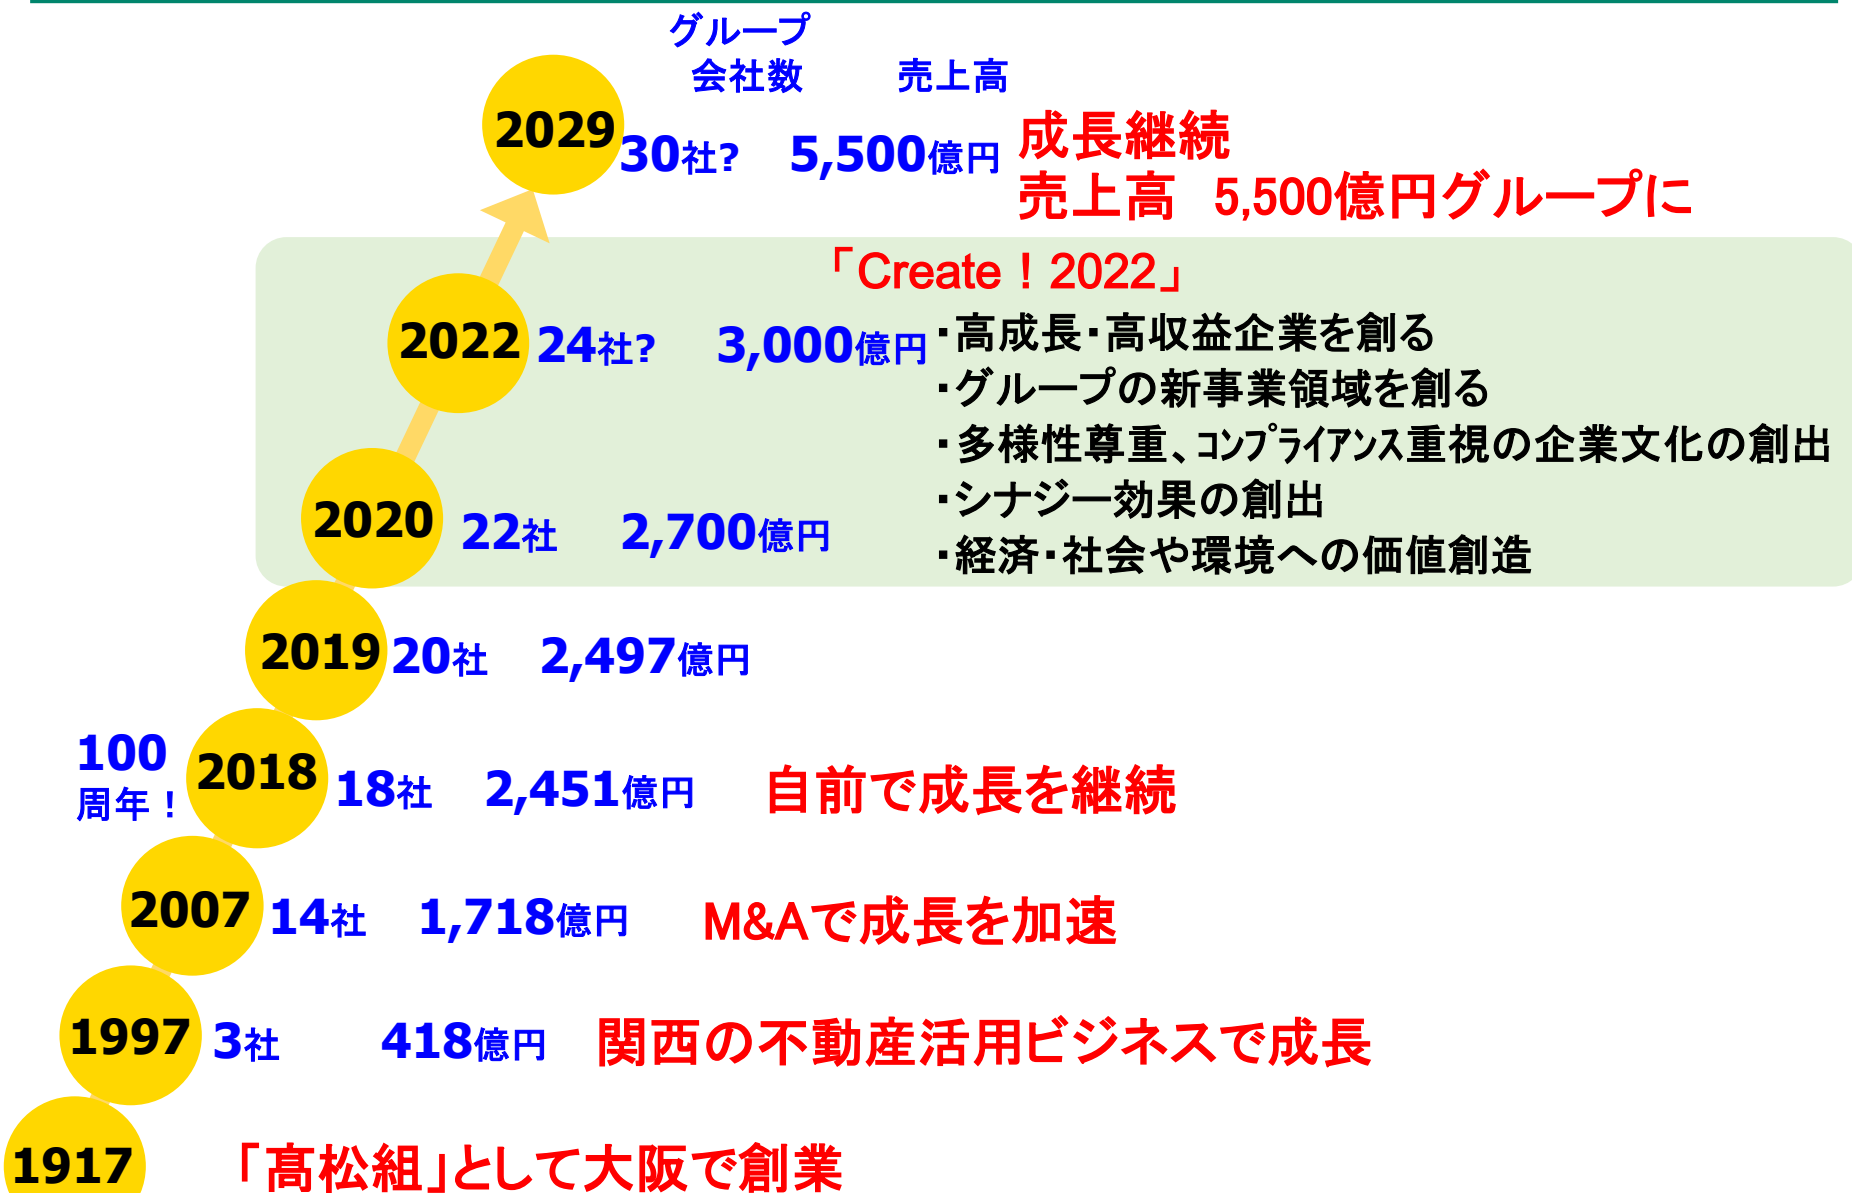 グループ
会社数 売上高
2029 30社? 5,500億円 成長継続
売上高 5,500億円グループに
「Create！2022」
2022 24社? 3,000億円
・高成長・高収益企業を創る
・グループの新事業領域を創る
・多様性尊重、コンプライアンス重視の企業文化の創出
・シナジー効果の創出
・経済・社会や環境への価値創造
2020 22社 2,700億円
2019 20社 2,497億円
100
周年！
2018 18社 2,451億円 自前で成長を継続
2007 14社 1,718億円 M&Aで成長を加速
1997 3社 418億円 関西の不動産活用ビジネスで成長
1917 「髙松組」として大阪で創業